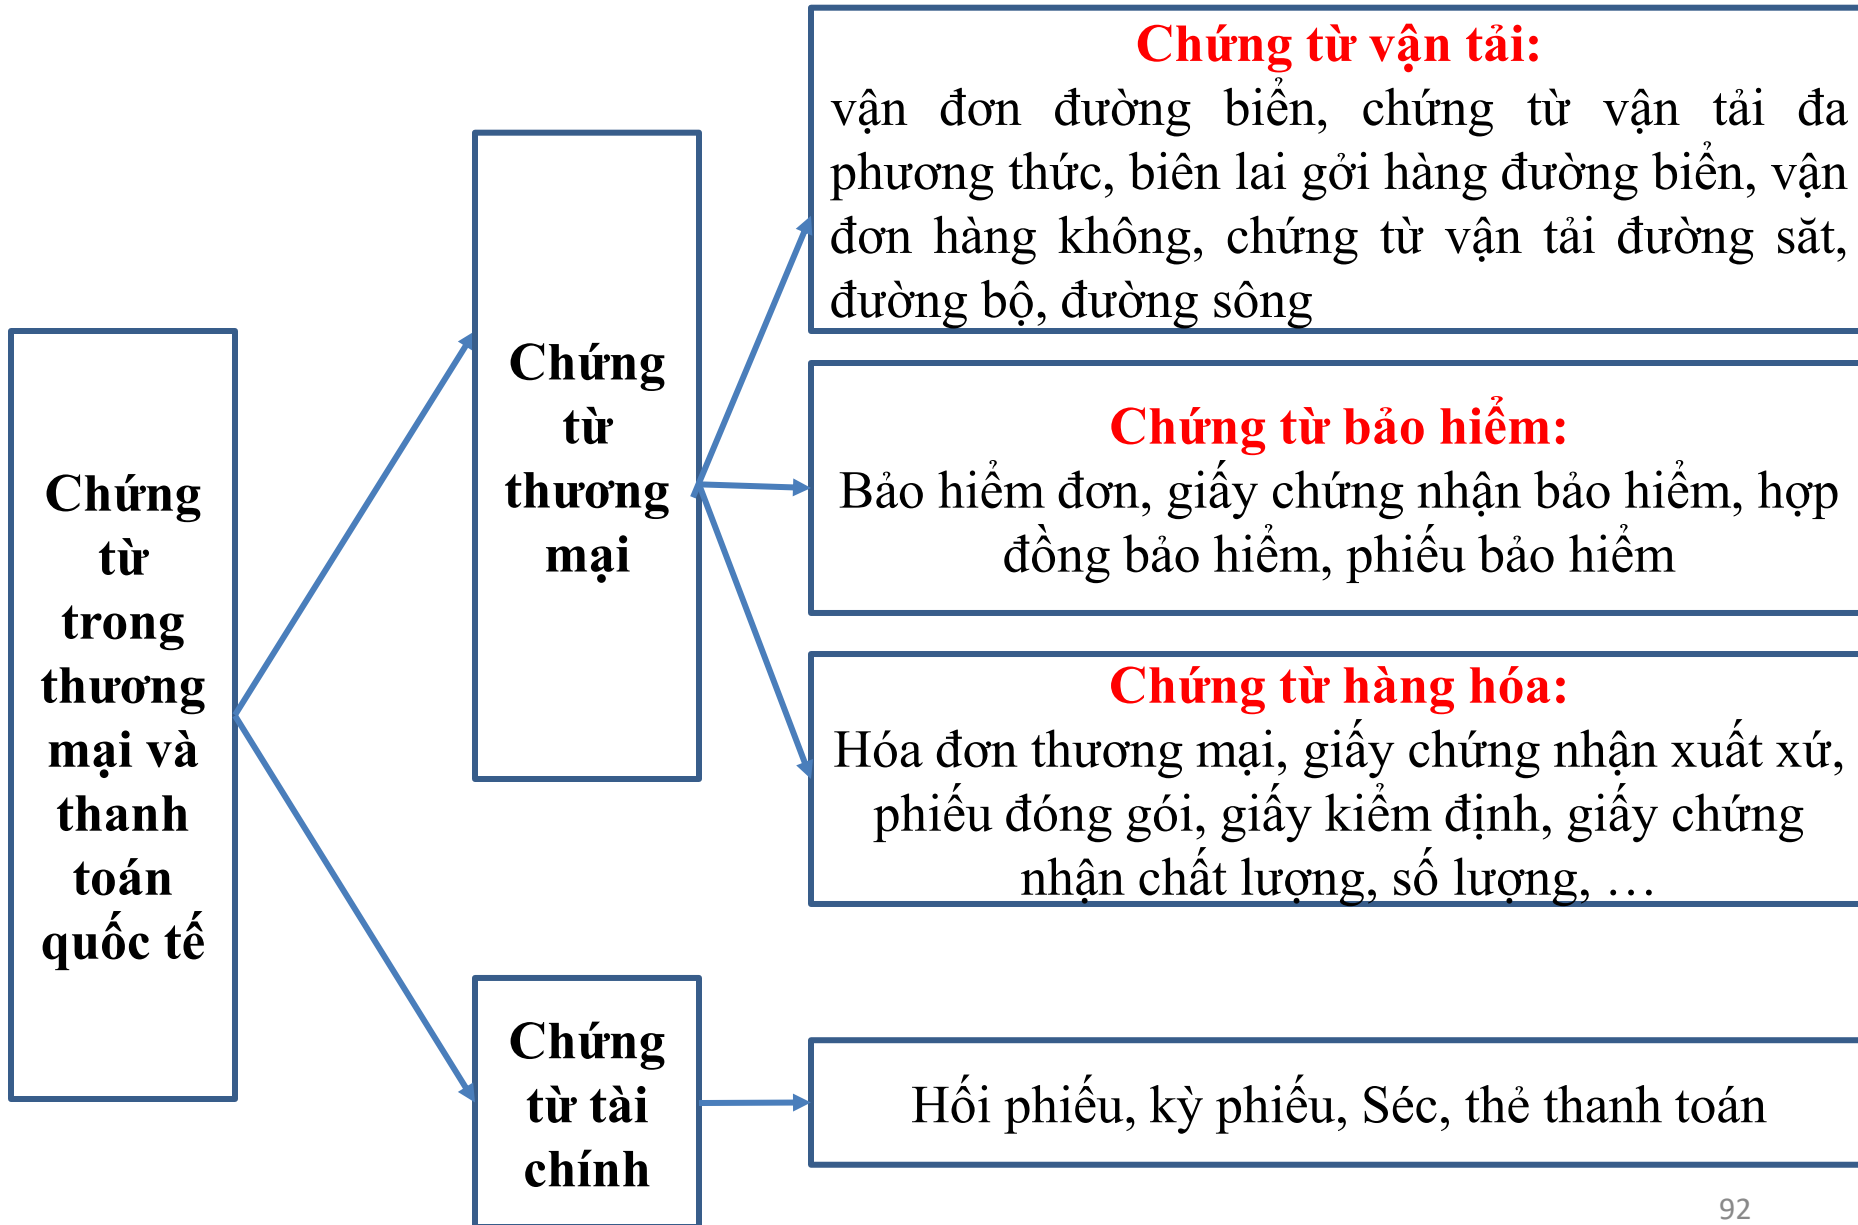 Chứng
từ
trong
thương
mại và
thanh
toán
quốc tế
Chứng
từ
thương
mại
Chứng từ vận tải:
vận đơn đường biển, chứng từ vận tải đa
phương thức, biên lai gởi hàng đường biển, vận
đơn hàng không, chứng từ vận tải đường săt,
đường bộ, đường sông
Chứng từ bảo hiểm:
Bảo hiểm đơn, giấy chứng nhận bảo hiểm, hợp
đồng bảo hiểm, phiếu bảo hiểm
Chứng từ hàng hóa:
Hóa đơn thương mại, giấy chứng nhận xuất xứ,
phiếu đóng gói, giấy kiểm định, giấy chứng
nhận chất lượng, số lượng, …
Chứng
từ tài
chính
Hối phiếu, kỳ phiếu, Séc, thẻ thanh toán
92